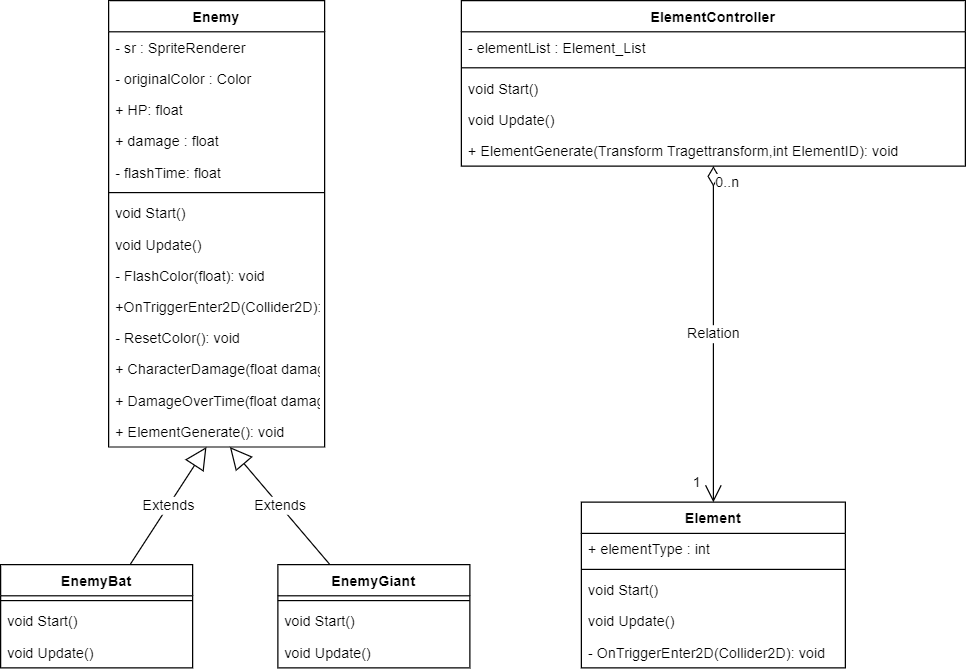 Enemy
- sr : SpriteRenderer
- originalColor : Color
+ HP: float
+ damage : float
- flashTime: float
void Start()
void Update()
- FlashColor(float): void
+OnTriggerEnter2D(Collider2D):
- ResetColor(): void
+ CharacterDamage(float
+ DamageOverTime(float
+ ElementGenerate(): void
ElementController
- elementList : Element_List
void Start()
void Update()
+ ElementGenerate(Transform Tragettransform,int ElementID): void
0..n
Relation
1
Extends
Extends
EnemyBat
void Start()
void Update()
EnemyGiant
void Start()
void Update()
Element
+ elementType : int
void Start()
void Update()
- OnTriggerEnter2D(Collider2D): void